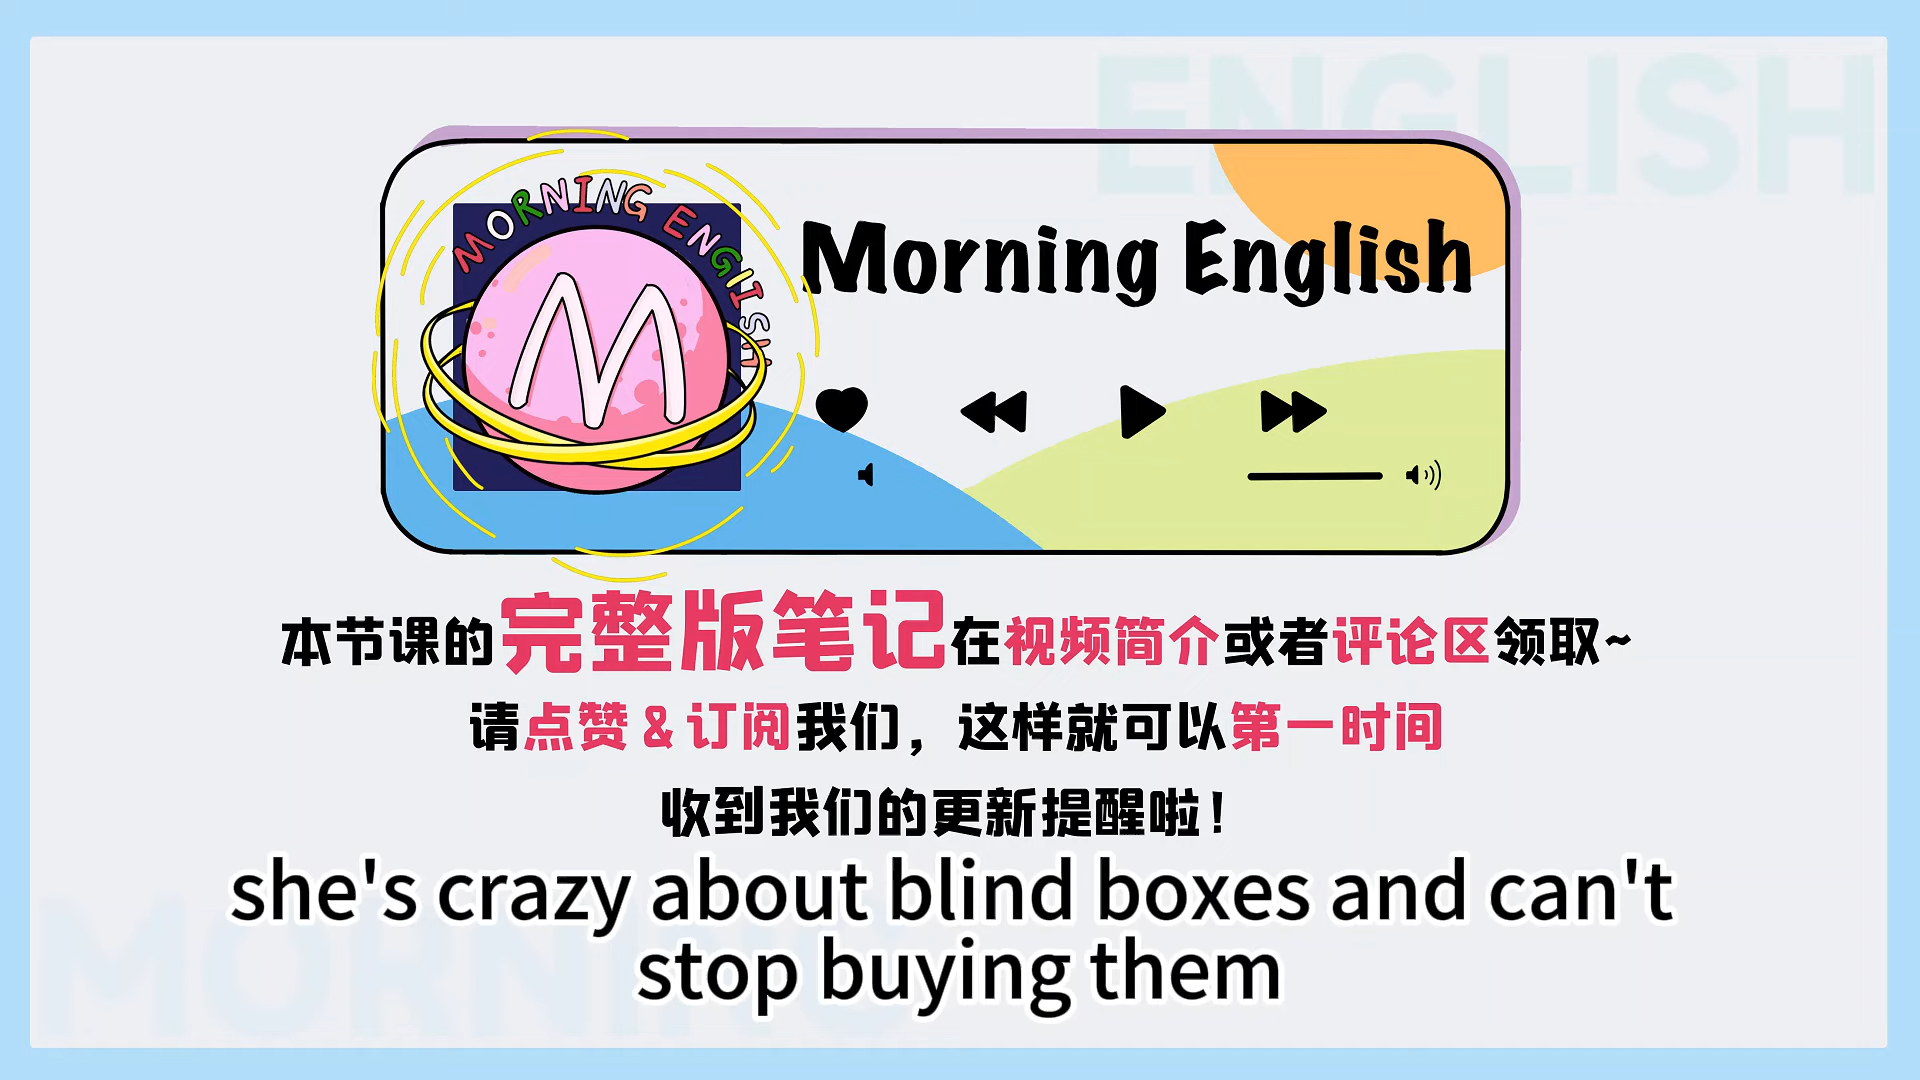 ENGLISH
MORNING ENGLISH
M
Morning English
本节课的完整版笔记在视频简介或者评论区领取~
请点赞&订阅我们，这样就可以第一时间
收到我们的更新提醒啦！
she's crazy about blind boxes and can't
stop buying them
MORNING